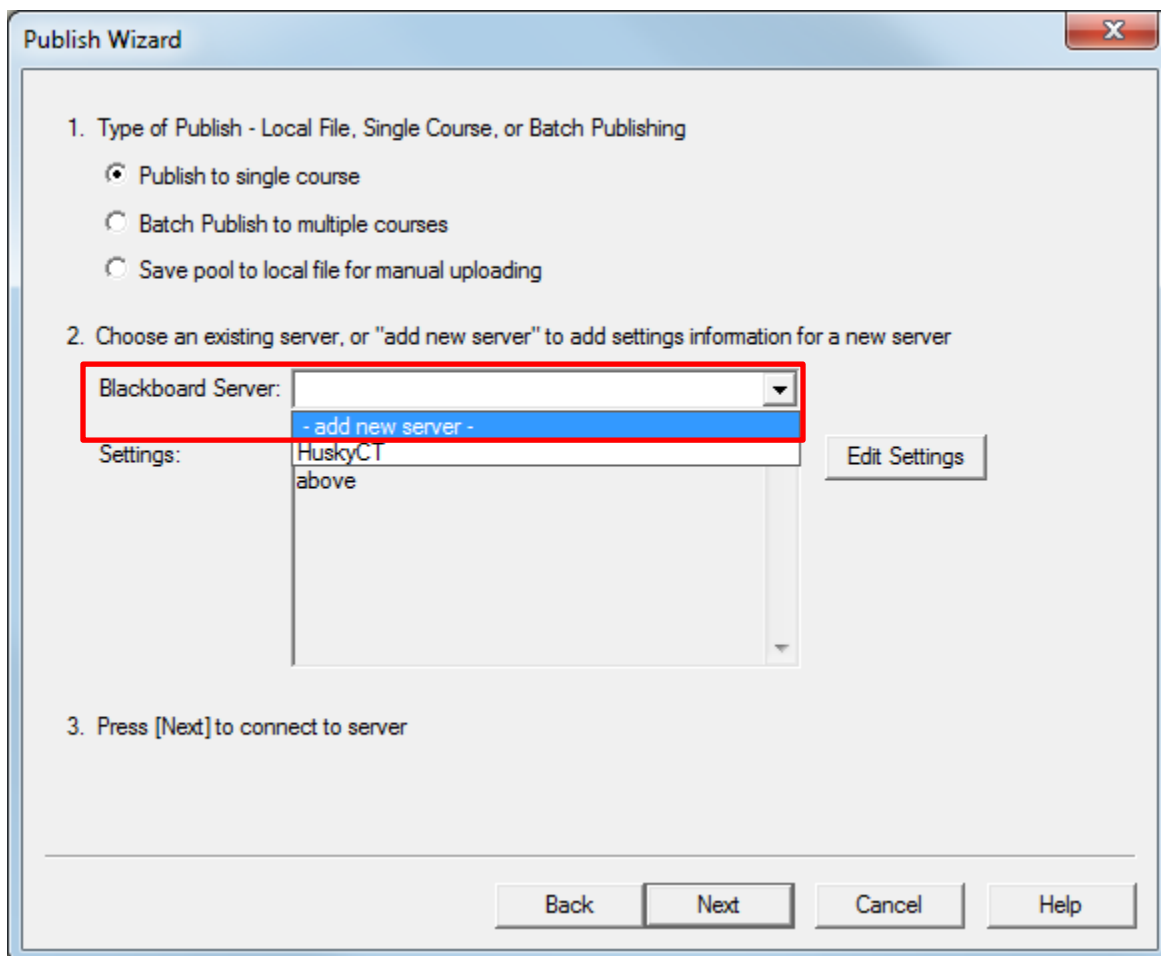 Publish Wizard
1. Type of Publish - Local File, Single Course, or Batch Publishing
Publish to single course
Batch Publish to multiple courses
Save pool to local file for manual uploading
2. Choose an existing server, or "add new server" to add settings information for a new server
Blackboard Server:
- add new server -
Settings:
HuskyCT
Edit Settings
above
3. Press [Next] to connect to server
Back
Next
Cancel
Help